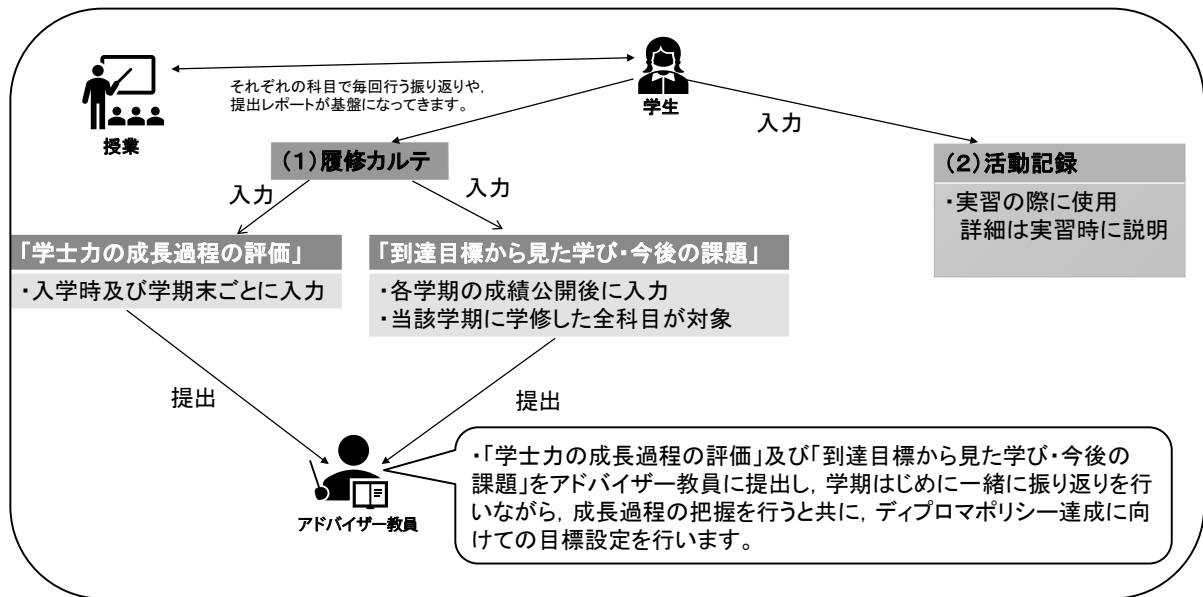 それぞれの科目で毎回行う振り返りや,
提出レポートが基盤になってきます。
授業
学生
入力
(1)履修カルテ
入力
入力
(2)活動記録
・実習の際に使用
詳細は実習時に説明
「学士力の成長過程の評価」
・入学時及び学期末ごとに入力
「到達目標から見た学び・今後の課題」
・各学期の成績公開後に入力
・当該学期に学修した全科目が対象
提出
提出
アドバイザー教員
・「学士力の成長過程の評価」及び「到達目標から見た学び・今後の
課題」をアドバイザー教員に提出し, 学期はじめに一緒に振り返りを行
いながら, 成長過程の把握を行うと共に, ディプロマポリシー達成に向
けての目標設定を行います。